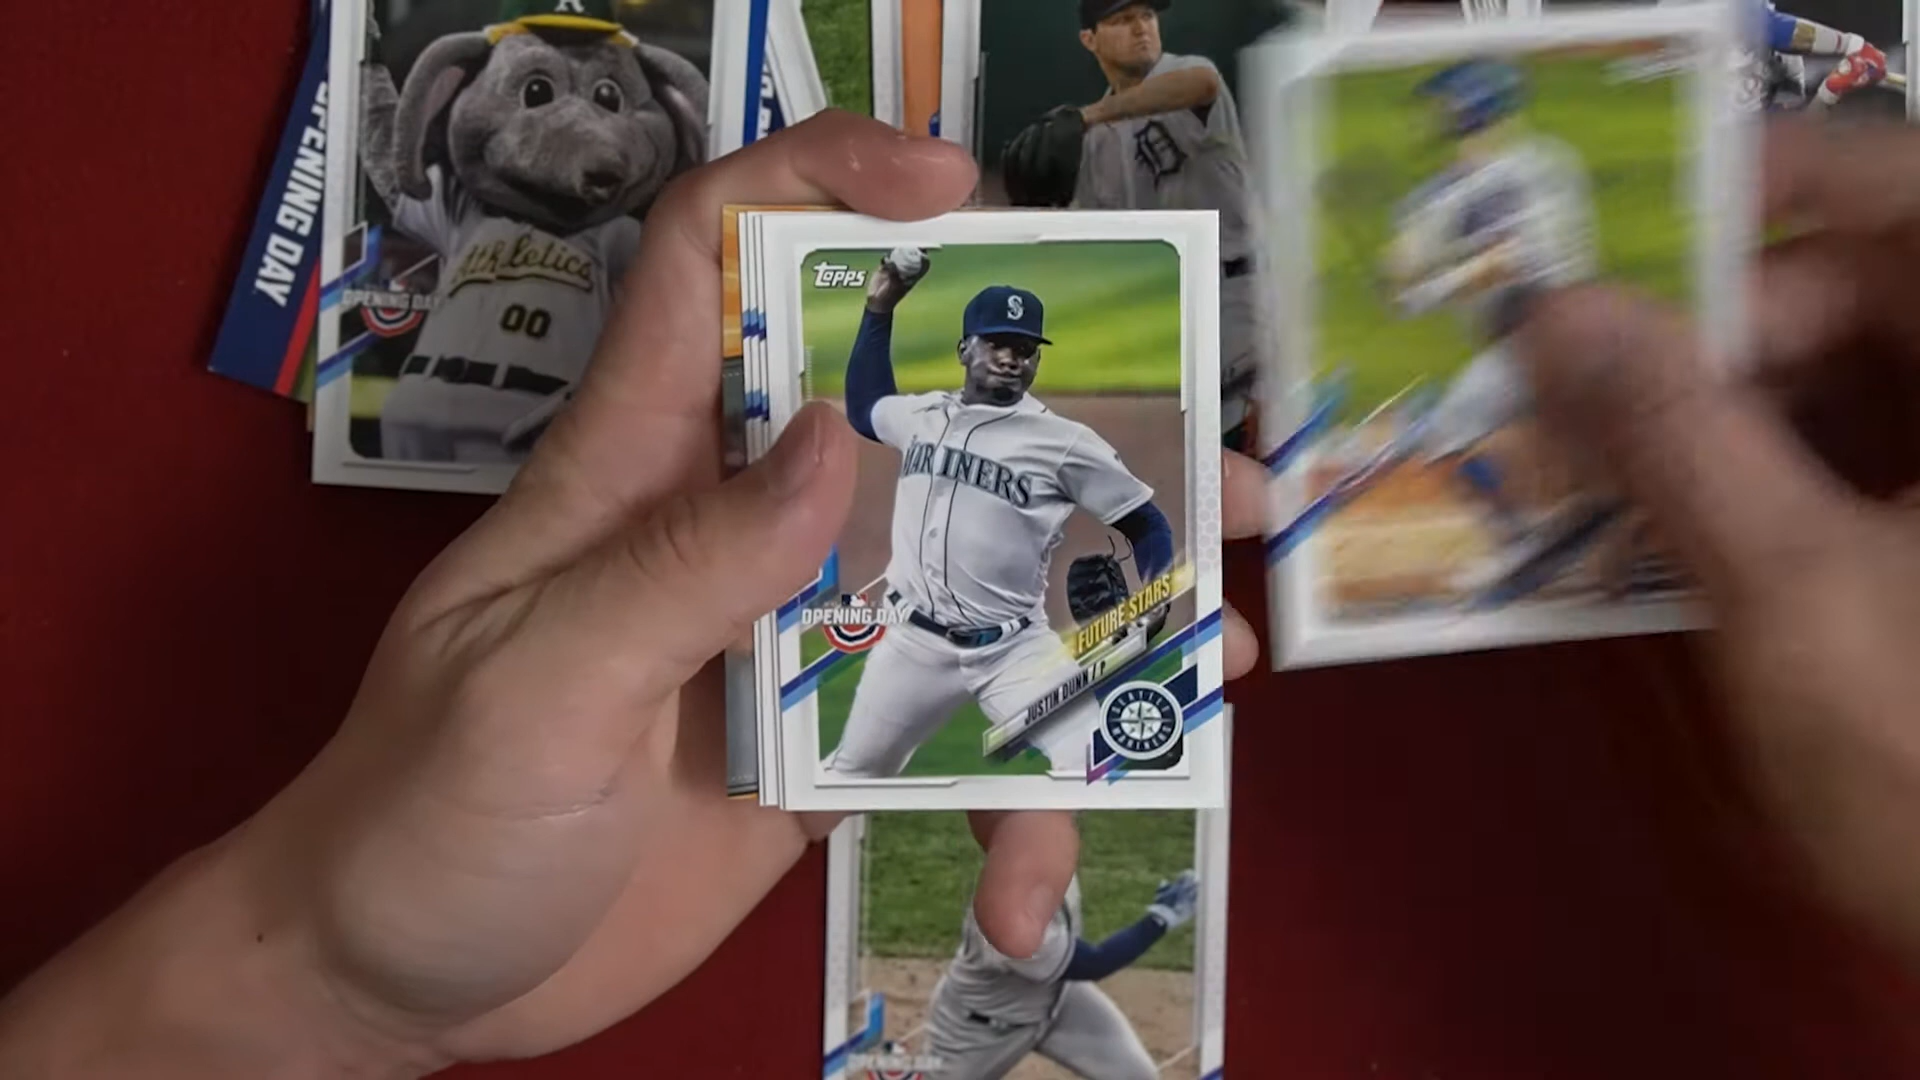 A
OPENING DAY
Athletics
00
OPENING DAY
D
TOPPS
S
MARINERS
OPENING DAY
FUTURE STARS
JUSTIN DUNN / P
SEATTLE
MARINERS
OPENING DAY